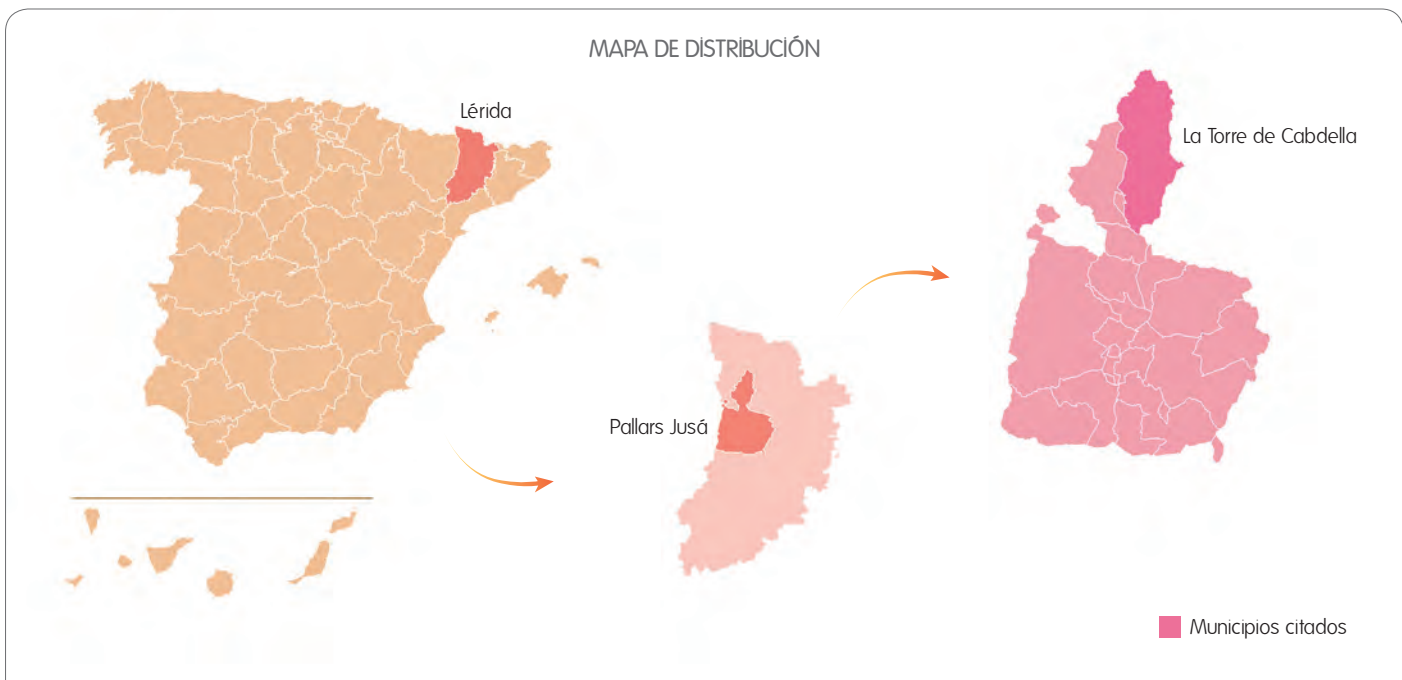 MAPA DE DISTRIBUCIÓN
Lérida
La Torre de Cabdella
Pallars Jusá
Municipios citados